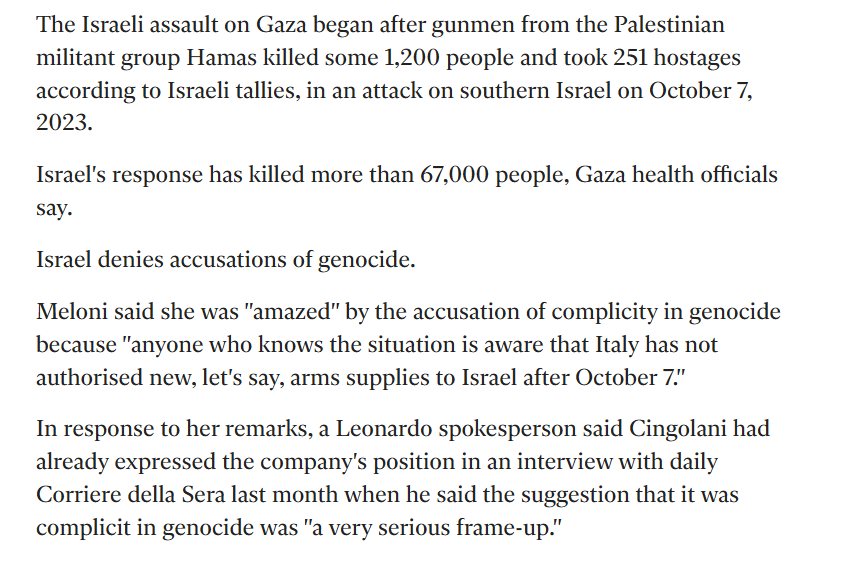 The Israeli assault on Gaza began after gunmen from the Palestinian
militant group Hamas killed some 1,200 people and took 251 hostages
according to Israeli tallies, in an attack on southern Israel on October 7,
2023.
Israel's response has killed more than 67,000 people, Gaza health officials
say.
Israel denies accusations of genocide.
Meloni said she was "amazed" by the accusation of complicity in genocide
because "anyone who knows the situation is aware that Italy has not
authorised new, let's say, arms supplies to Israel after October 7."
In response to her remarks, a Leonardo spokesperson said Cingolani had
already expressed the company's position in an interview with daily
Corriere della Sera last month when he said the suggestion that it was
complicit in genocide was "a very serious frame-up."